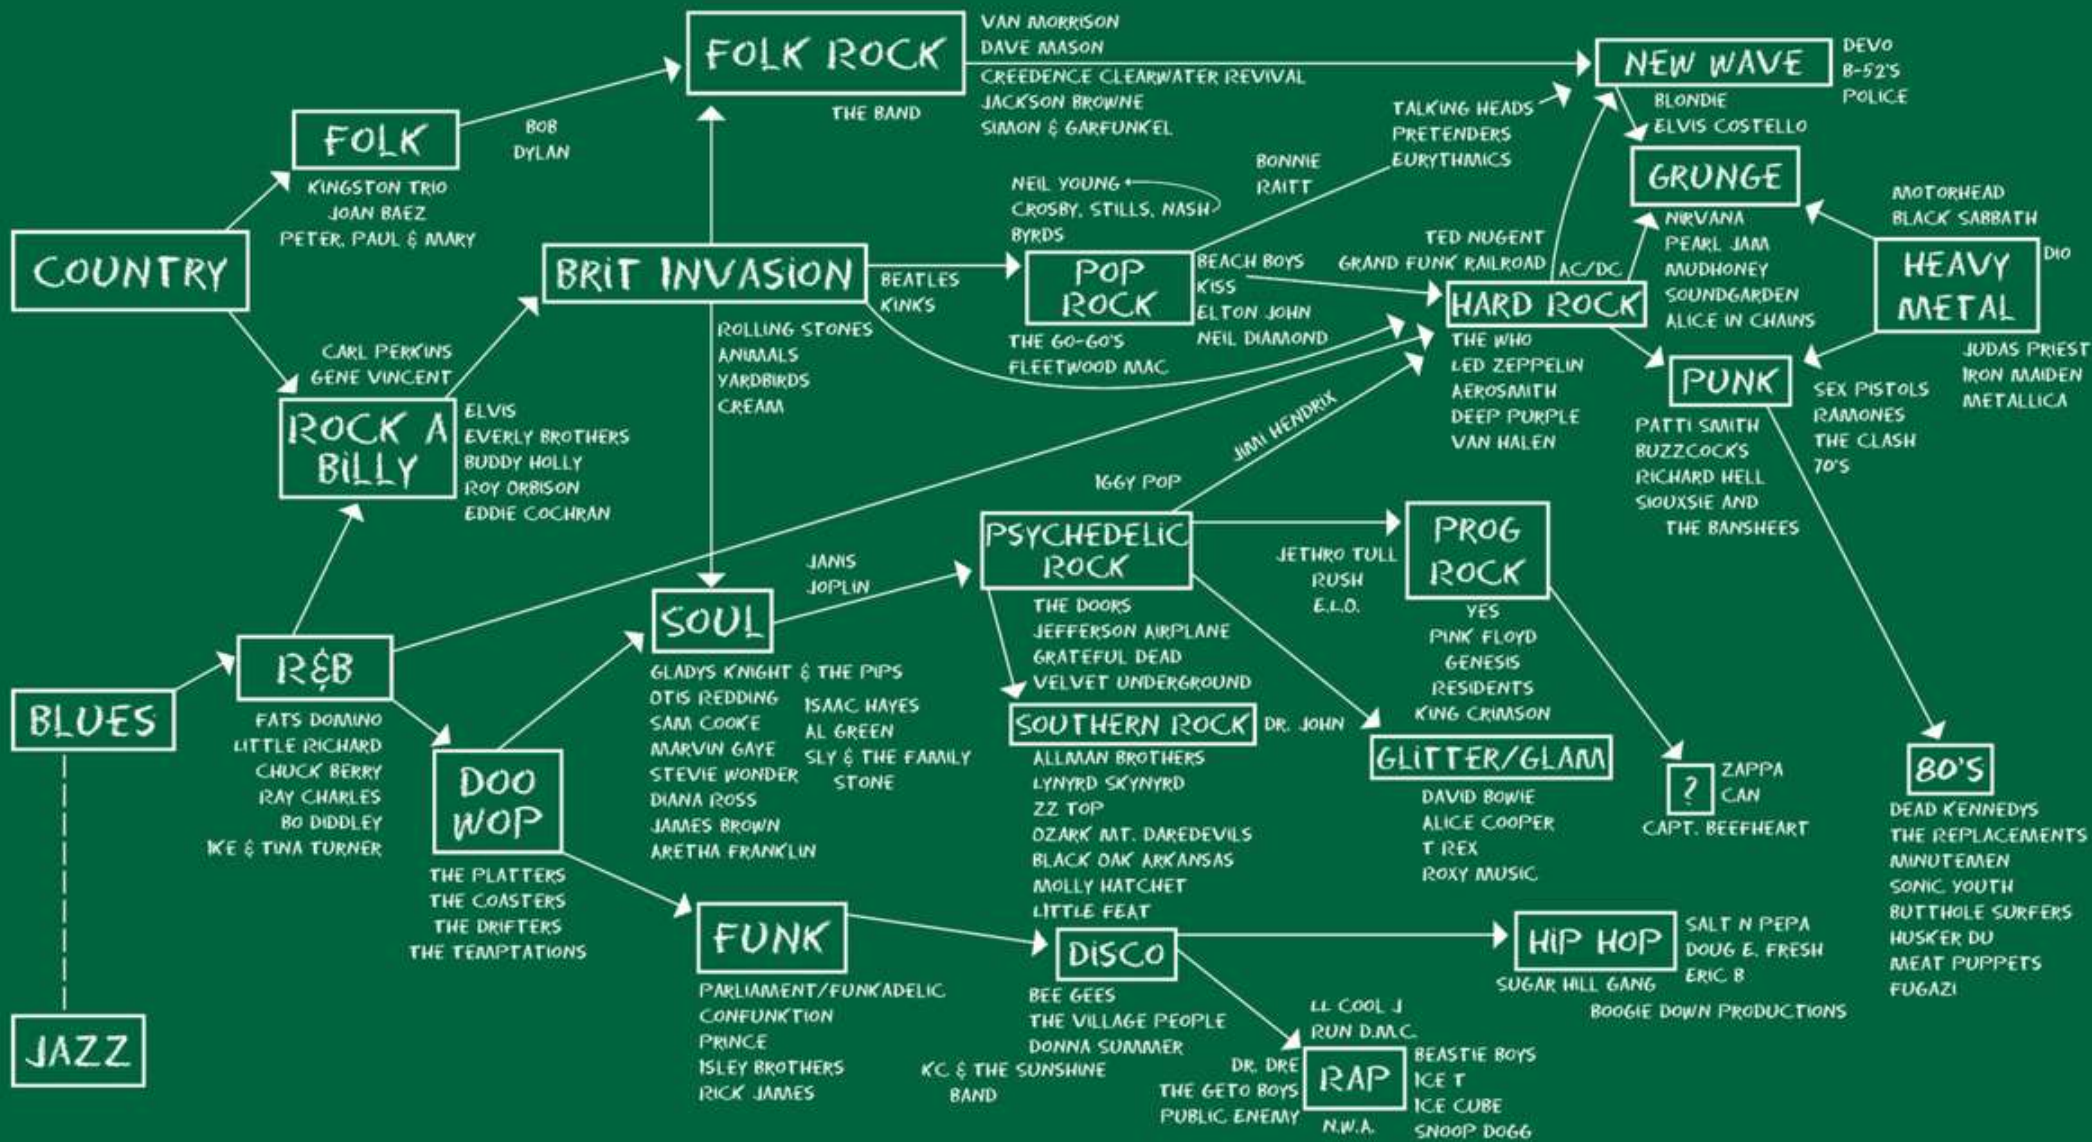 FOLK ROCK
VAN MORRISON
DAVE MASON
CREEDENCE CLEARWATER REVIVAL
JACKSON BROWNE
SIMON & GARFUNKEL
THE BAND
NEW WAVE
DEVO
B-52'S
POLICE
BLONDIE
ELVIS COSTELLO
TALKING HEADS
PRETENDERS
EURYTHMICS
FOLK
BOB
DYLAN
KINGSTON TRIO
JOAN BAEZ
PETER, PAUL & MARY
BONNIE
RAITT
GRUNGE
NIRVANA
PEARL JAM
MUDHONEY
SOUNDGARDEN
ALICE IN CHAINS
COUNTRY
BRIT INVASION
BEATLES
KINKS
ROLLING STONES
ANIMALS
YARDBIRDS
CREAM
NEIL YOUNG
CROSBY, STILLS, NASH
BYRDS
POP
ROCK
BEACH BOYS
KISS
ELTON JOHN
NEIL DIAMOND
THE GO-GO'S
FLEETWOOD MAC
TED NUGENT
GRAND FUNK RAILROAD
AC/DC
HARD ROCK
THE WHO
LED ZEPPELIN
AEROSMITH
DEEP PURPLE
VAN HALEN
MOTORHEAD
BLACK SABBATH
HEAVY
METAL
DIO
JUDAS PRIEST
IRON MAIDEN
METALLICA
CARL PERKINS
GENE VINCENT
ROCK A
BILLY
ELVIS
EVERLY BROTHERS
BUDDY HOLLY
ROY ORBISON
EDDIE COCHRAN
PUNK
SEX PISTOLS
RAMONES
THE CLASH
70'S
PATTI SMITH
BUZZCOCKS
RICHARD HELL
SIOUXSIE AND
THE BANSHEES
JIMI HENDRIX
IGGY POP
PSYCHEDELIC
ROCK
THE DOORS
JEFFERSON AIRPLANE
GRATEFUL DEAD
VELVET UNDERGROUND
JETHRO TULL
RUSH
E.L.O.
PROG
ROCK
YES
PINK FLOYD
GENESIS
RESIDENTS
KING CRIMSON
JANIS
JOPLIN
SOUL
GLADYS KNIGHT & THE PIPS
OTIS REDDING
SAM COOKE
MARVIN GAYE
STEVIE WONDER
DIANA ROSS
JAMES BROWN
ARETHA FRANKLIN
ISAAC HAYES
AL GREEN
SLY & THE FAMILY
STONE
R&B
FATS DOMINO
LITTLE RICHARD
CHUCK BERRY
RAY CHARLES
BO DIDDLEY
IKE & TINA TURNER
BLUES
DOO
WOP
THE PLATTERS
THE COASTERS
THE DRIFTERS
THE TEMPTATIONS
SOUTHERN ROCK
DR. JOHN
ALLMAN BROTHERS
LYNYRD SKYNYRD
ZZ TOP
OZARK MT. DAREDEVILS
BLACK OAK ARKANSAS
MOLLY HATCHET
LITTLE FEAT
GLITTER/GLAM
DAVID BOWIE
ALICE COOPER
T REX
ROXY MUSIC
?
ZAPPA
CAN
CAPT. BEEFHEART
80'S
DEAD KENNEDYS
THE REPLACEMENTS
MINUTEMEN
SONIC YOUTH
BUTTHOLE SURFERS
HUSKER DU
MEAT PUPPETS
FUGAZI
FUNK
PARLIAMENT/FUNKADELIC
CONFUNKTION
PRINCE
ISLEY BROTHERS
RICK JAMES
DISCO
BEE GEES
THE VILLAGE PEOPLE
DONNA SUMMER
KC & THE SUNSHINE
BAND
HIP HOP
SALT N PEPA
DOUG E. FRESH
ERIC B
SUGAR HILL GANG
BOOGIE DOWN PRODUCTIONS
JAZZ
LL COOL J
RUN D.M.C.
DR. DRE
THE GETO BOYS
PUBLIC ENEMY
RAP
N.W.A.
BEASTIE BOYS
ICE T
ICE CUBE
SNOOP DOGG